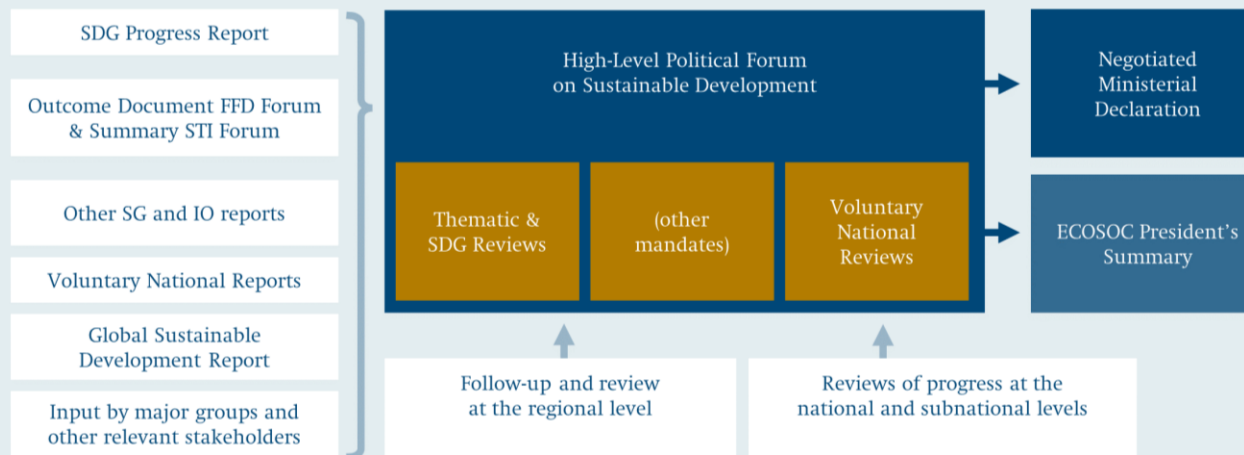 SDG Progress Report
Outcome Document FFD Forum
& Summary STI Forum
Other SG and IO reports
Voluntary National Reports
Global Sustainable
Development Report
Input by major groups and
other relevant stakeholders
High-Level Political Forum
on Sustainable Development
Thematic &
SDG Reviews
(other
mandates)
Voluntary
National
Reviews
Follow-up and review
at the regional level
Reviews of progress at the
national and subnational levels
Negotiated
Ministerial
Declaration
ECOSOC President’s
Summary